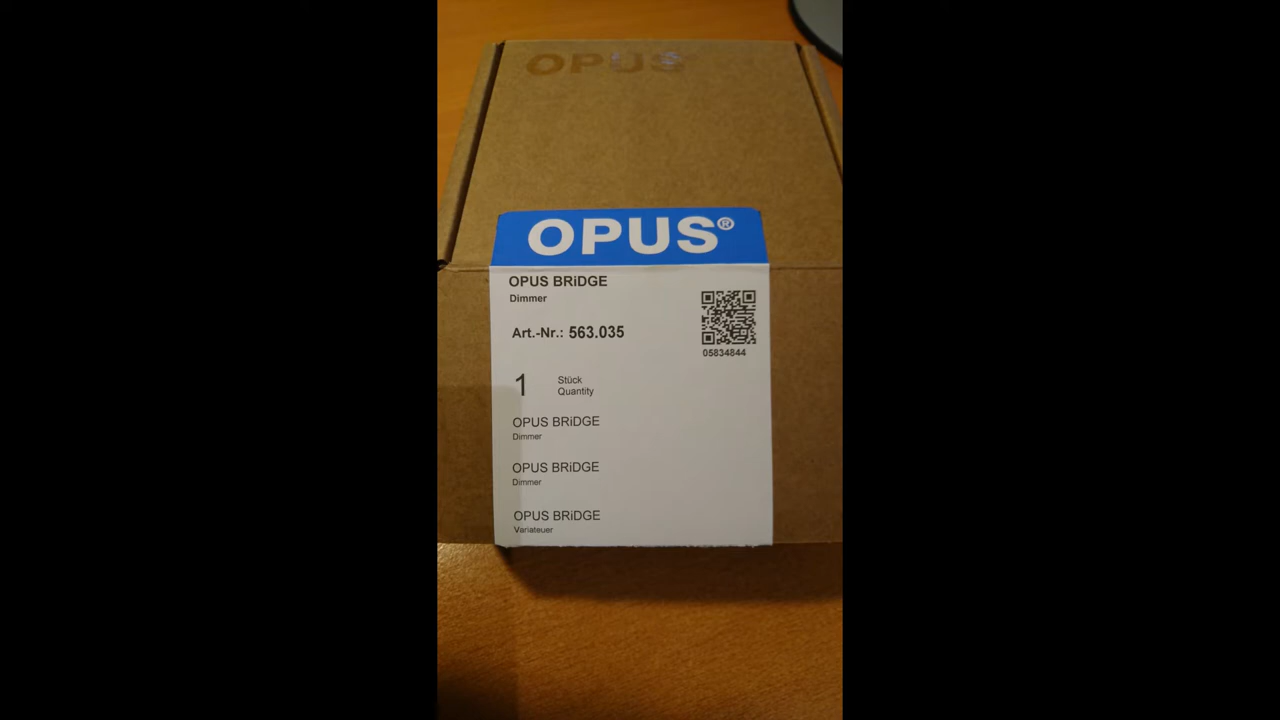 OPUS
OPUS®
OPUS BRiDGE
Dimmer
Art.-Nr.: 563.035
05834844
1 Stück
Quantity
OPUS BRiDGE
Dimmer
OPUS BRiDGE
Dimmer
OPUS BRiDGE
Variateuer